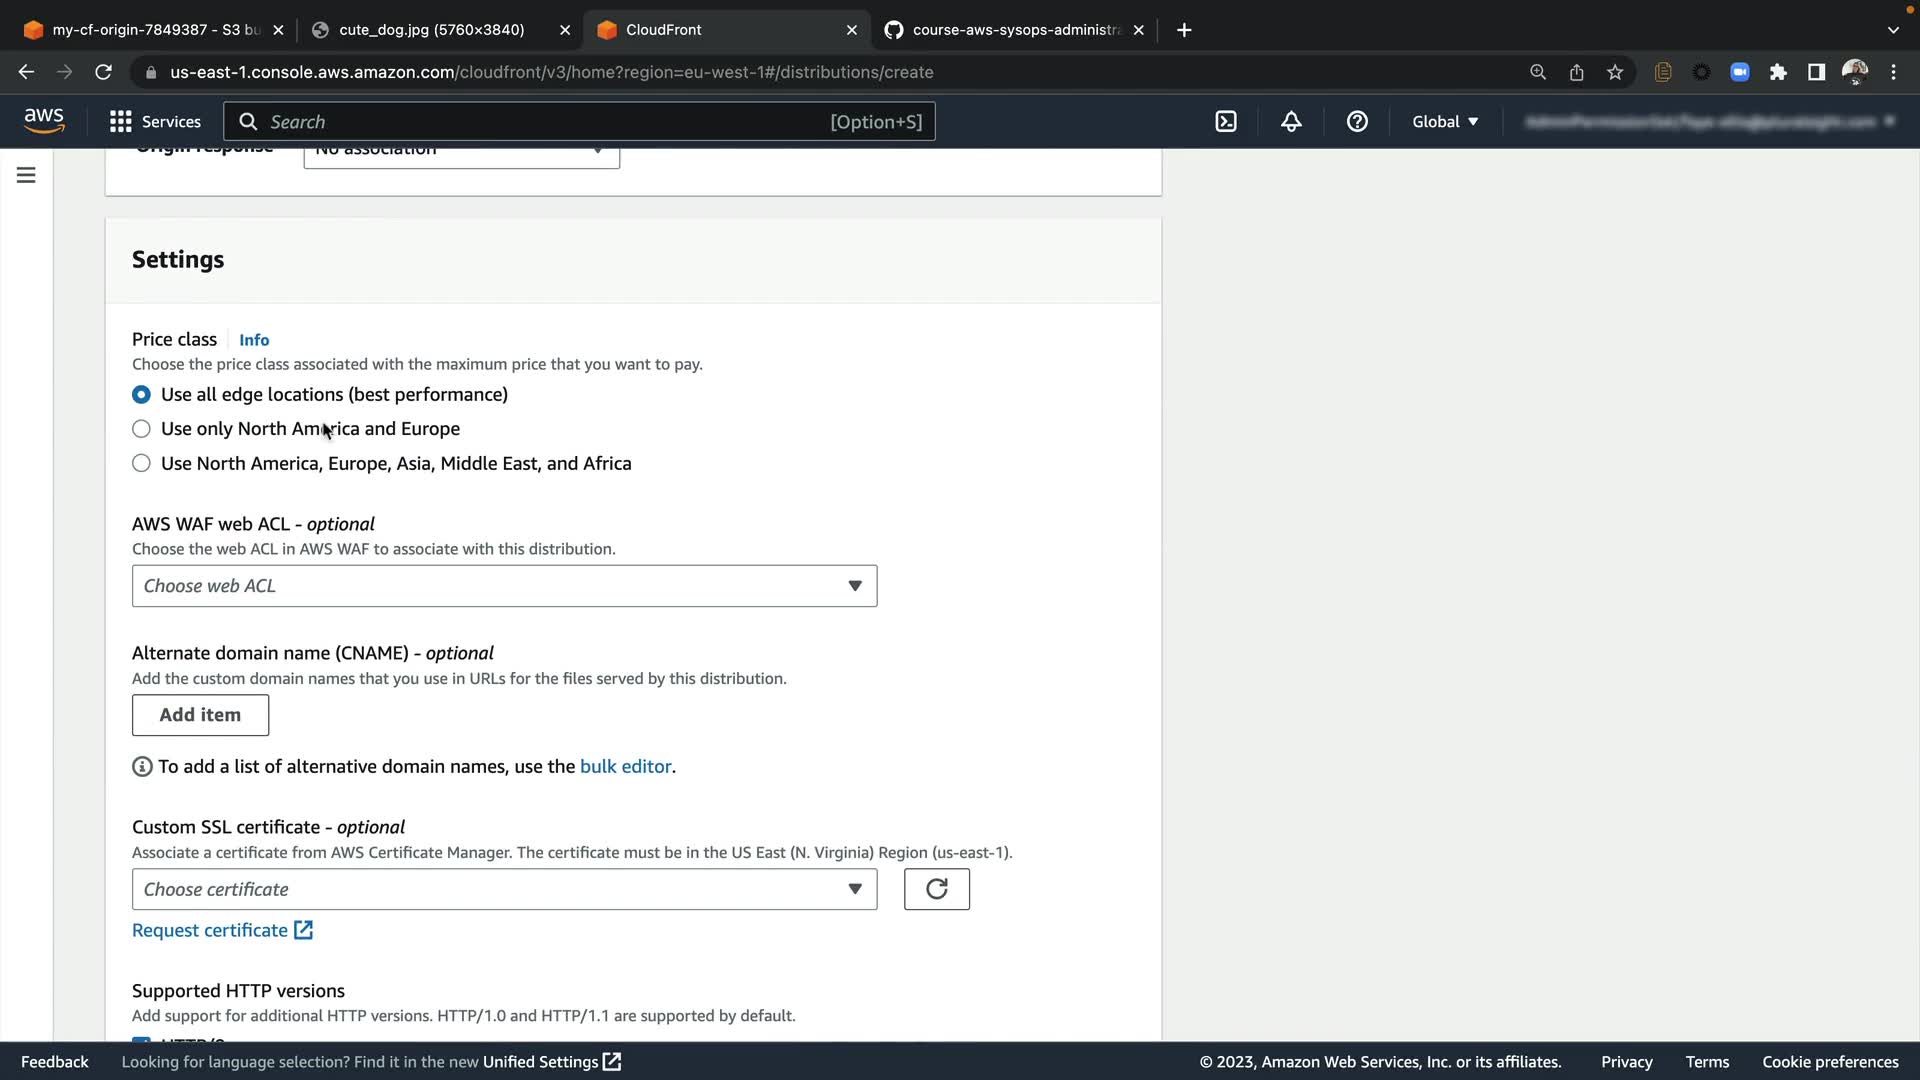 my-cf-origin-7849387 - S3 bu
cute_dog.jpg (5760×3840)
CloudFront
course-aws-sysops-administra
us-east-1.console.aws.amazon.com/cloudfront/v3/home?region=eu-west-1#/distributions/create
aws
Services
Search
[Option+S]
Global
Origin response
No association
Settings
Price class
Info
Choose the price class associated with the maximum price that you want to pay.
Use all edge locations (best performance)
Use only North America and Europe
Use North America, Europe, Asia, Middle East, and Africa
AWS WAF web ACL - optional
Choose the web ACL in AWS WAF to associate with this distribution.
Choose web ACL
Alternate domain name (CNAME) - optional
Add the custom domain names that you use in URLs for the files served by this distribution.
Add item
To add a list of alternative domain names, use the bulk editor.
Custom SSL certificate - optional
Associate a certificate from AWS Certificate Manager. The certificate must be in the US East (N. Virginia) Region (us-east-1).
Choose certificate
Request certificate
Supported HTTP versions
Add support for additional HTTP versions. HTTP/1.0 and HTTP/1.1 are supported by default.
HTTP/2
Feedback
Looking for language selection? Find it in the new Unified Settings
© 2023, Amazon Web Services, Inc. or its affiliates.
Privacy
Terms
Cookie preferences